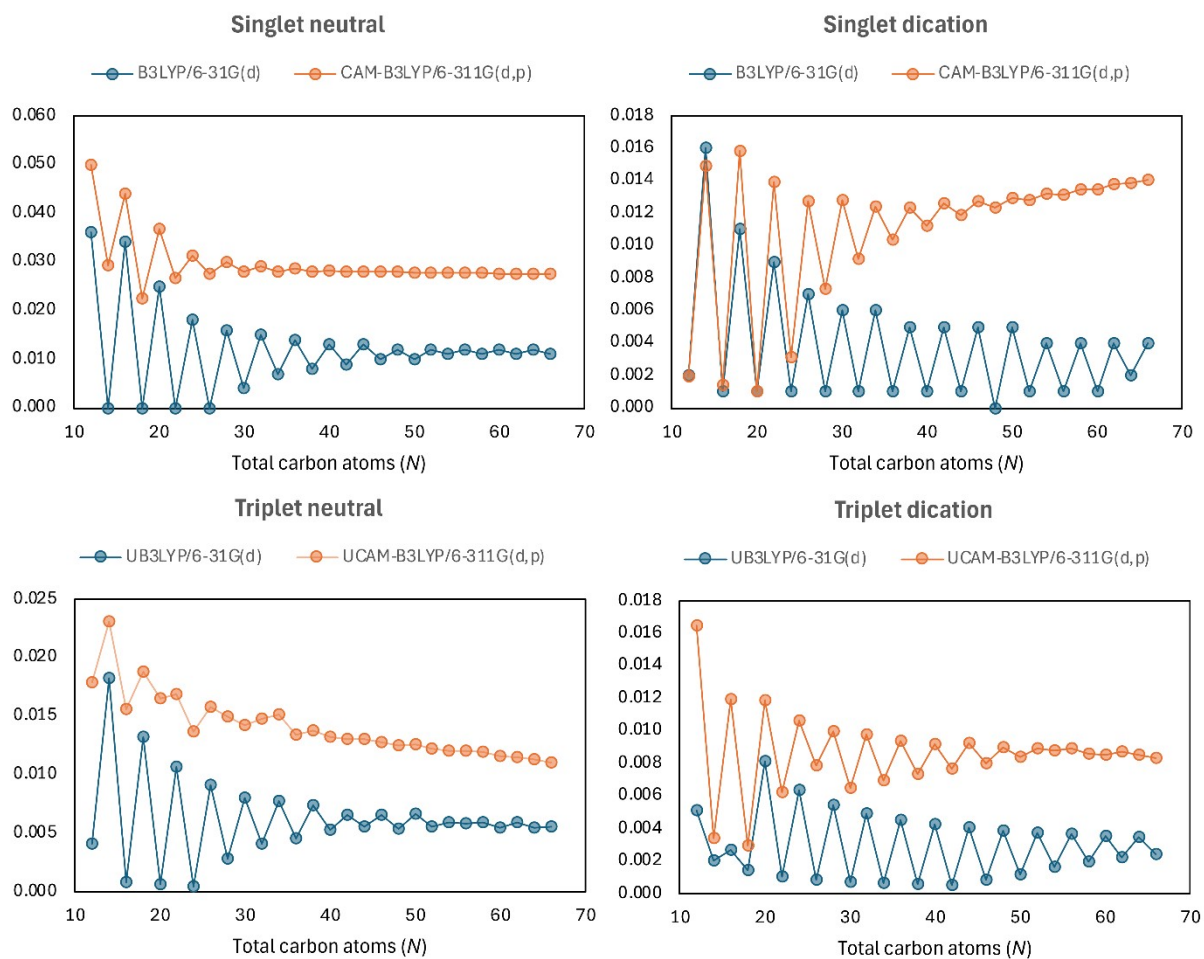 Singlet neutral
B3LYP/6-31G(d) CAM-B3LYP/6-311G(d,p)
0.060
0.050
0.040
0.030
0.020
0.010
0.000
10 20 30 40 50 60 70
Total carbon atoms (N)
Singlet dication
B3LYP/6-31G(d) CAM-B3LYP/6-311G(d,p)
0.018
0.016
0.014
0.012
0.010
0.008
0.006
0.004
0.002
0.000
10 20 30 40 50 60 70
Total carbon atoms (N)
Triplet neutral
UB3LYP/6-31G(d) UCAM-B3LYP/6-311G(d,p)
0.025
0.020
0.015
0.010
0.005
0.000
10 20 30 40 50 60 70
Total carbon atoms (N)
Triplet dication
UB3LYP/6-31G(d) UCAM-B3LYP/6-311G(d,p)
0.018
0.016
0.014
0.012
0.010
0.008
0.006
0.004
0.002
0.000
10 20 30 40 50 60 70
Total carbon atoms (N)